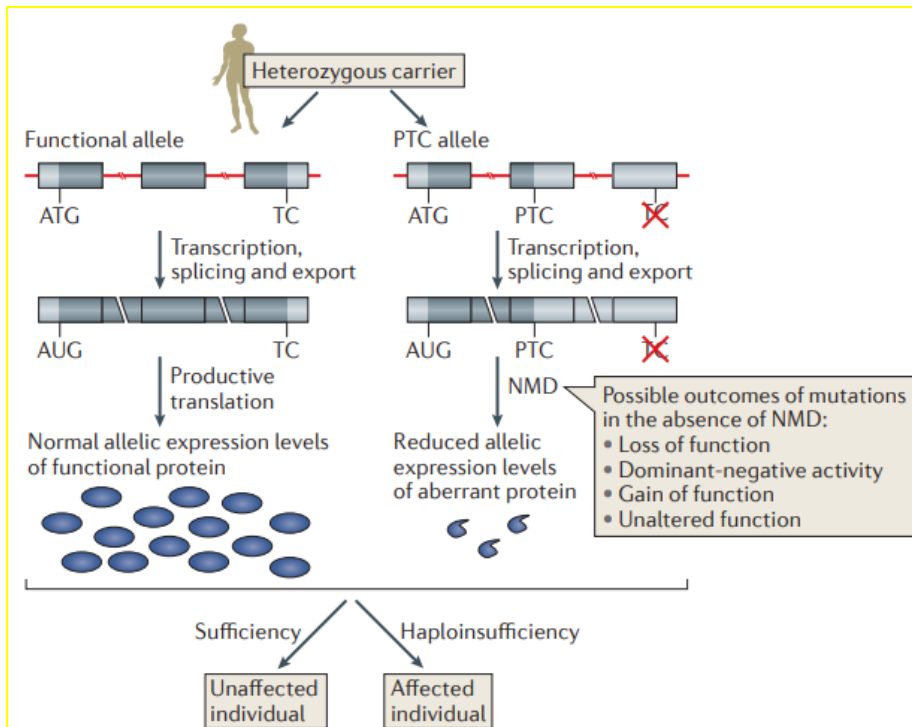 Heterozygous carrier
Functional allele
PTC allele
ATG
TC
ATG
PTC
TC
Transcription,
splicing and export
Transcription,
splicing and export
AUG
TC
AUG
PTC
TC
Productive
translation
NMD
Possible outcomes of mutations
in the absence of NMD:
• Loss of function
• Dominant-negative activity
• Gain of function
• Unaltered function
Normal allelic expression levels
of functional protein
Reduced allelic
expression levels
of aberrant protein
Sufficiency
Haploinsufficiency
Unaffected
individual
Affected
individual